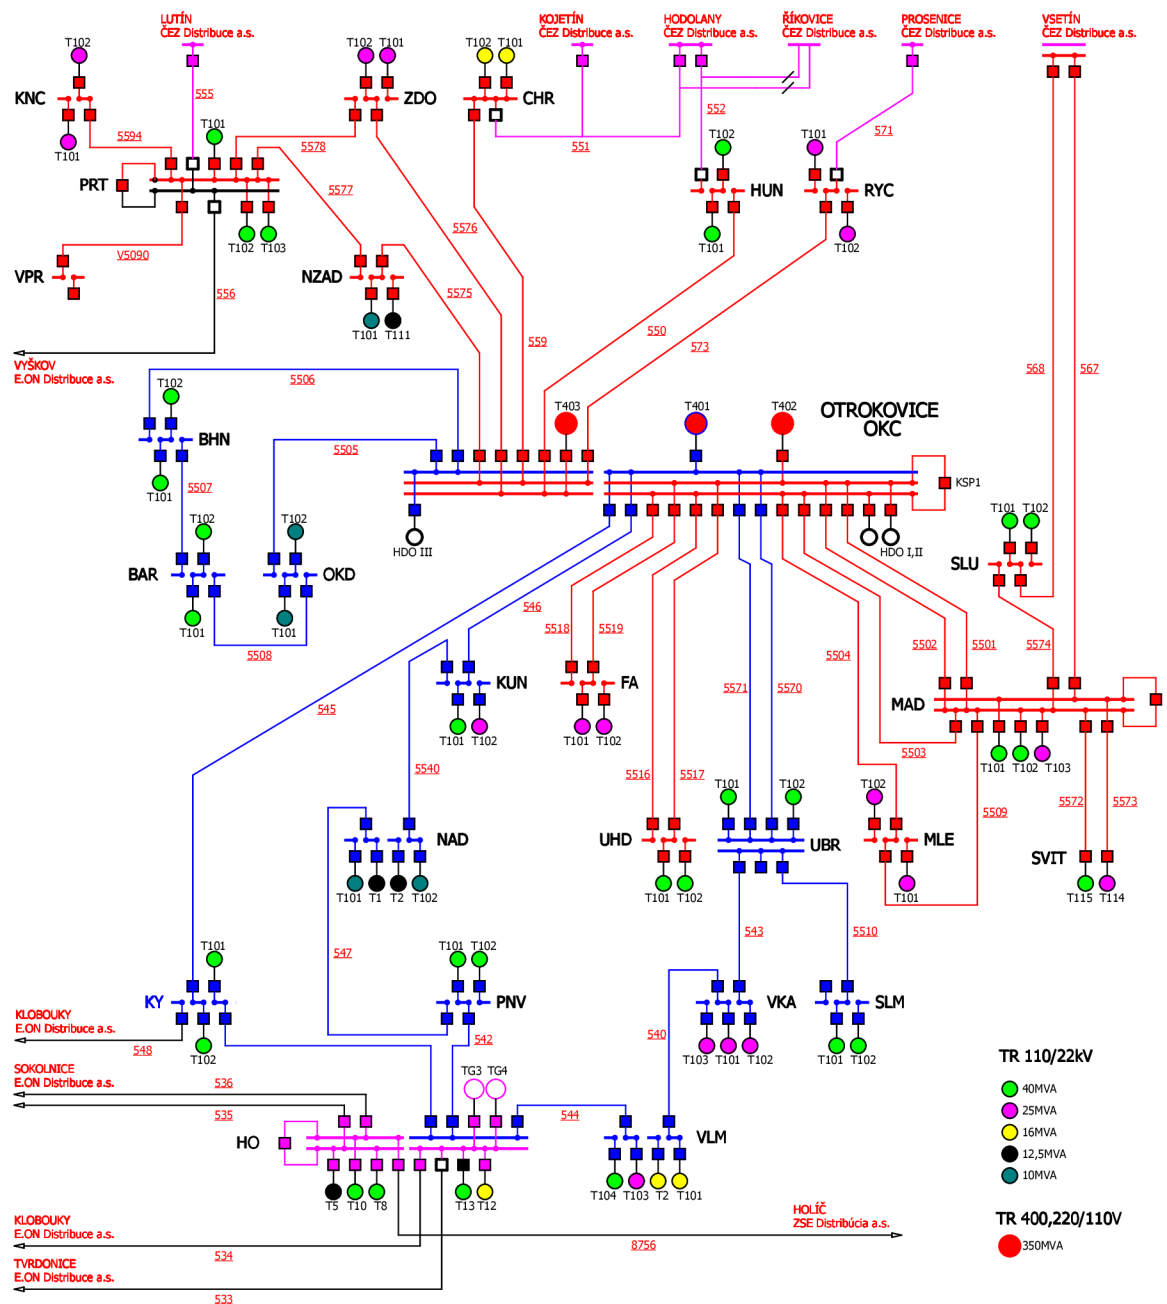 LUTÍN
ČEZ Distribuce a.s.
KOJETÍN
ČEZ Distribuce a.s.
HODOLANY
ČEZ Distribuce a.s.
ŘÍKOVICE
ČEZ Distribuce a.s.
PROSENICE
ČEZ Distribuce a.s.
VSETÍN
ČEZ Distribuce a.s.
T102
T102 T101
T102 T101
KNC
555
ZDO
CHR
552
T101
5594
5578
551
T102
T101
571
T101
PRT
5577
HUN
RYC
5576
T102 T103
T101
T102
V5090
VPR
NZAD
556
5575
T101 T111
559
550
573
568
567
VYŠKOV
E.ON Distribuce a.s.
5506
T102
T403
T401
T402
OTROKOVICE
OKC
BHN
5505
T101
5507
KSP1
T102
T102
HDO III
HDO I,II
T101 T102
BAR
OKD
SLU
T101
T101
546
5518
5519
5508
5504
5502
5501
5574
KUN
FA
5571
5570
MAD
545
T101 T102
T101 T102
5503
T101 T102 T103
5540
5516
5517
T101
T102
T102
5509
5572
5573
NAD
UHD
UBR
MLE
SVIT
T101 T1 T2 T102
T101 T102
T101
T115 T114
547
543
5510
T101
T101 T102
KY
PNV
VKA
SLM
KLOBOUKY
E.ON Distribuce a.s.
548
T102
542
540
T103 T101 T102
T101 T102
SOKOLNICE
E.ON Distribuce a.s.
536
535
TG3 TG4
544
HO
VLM
T5 T10 T8
T13 T12
T104 T103 T2 T101
TR 110/22kV
40MVA
25MVA
16MVA
12,5MVA
10MVA
KLOBOUKY
E.ON Distribuce a.s.
534
HOLÍČ
ZSE Distribúcia a.s.
8756
TR 400,220/110V
350MVA
TVRDONICE
E.ON Distribuce a.s.
533